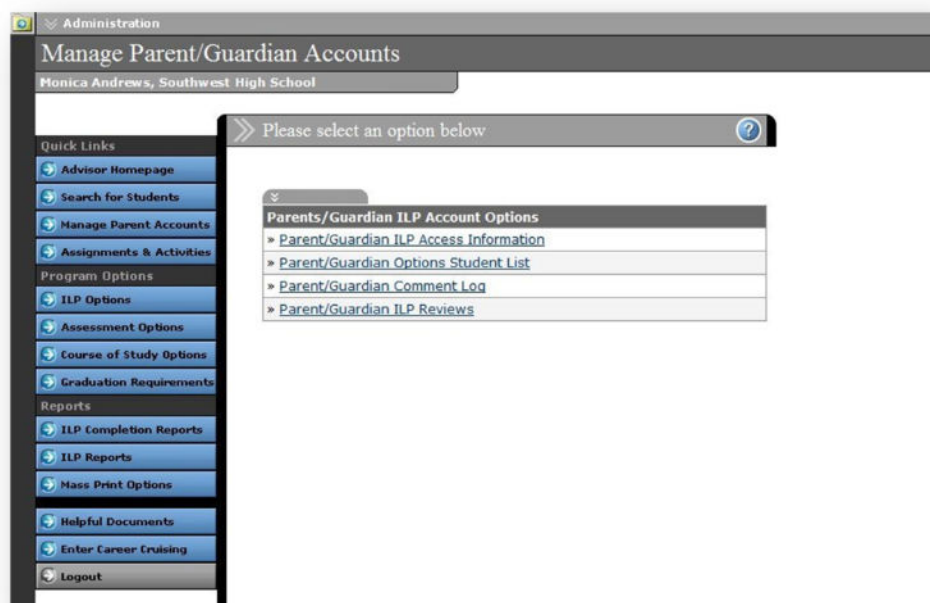 Administration
Manage Parent/Guardian Accounts
Monica Andrews, Southwest High School
Quick Links
Advisor Homepage
Search for Students
Manage Parent Accounts
Assignments & Activities
Program Options
ILP Options
Assessment Options
Course of Study Options
Graduation Requirements
Reports
ILP Completion Reports
ILP Reports
Mass Print Options
Helpful Documents
Enter Career Cruising
Logout
Please select an option below
?
Parents/Guardian ILP Account Options
» Parent/Guardian ILP Access Information
» Parent/Guardian Options Student List
» Parent/Guardian Comment Log
» Parent/Guardian ILP Reviews